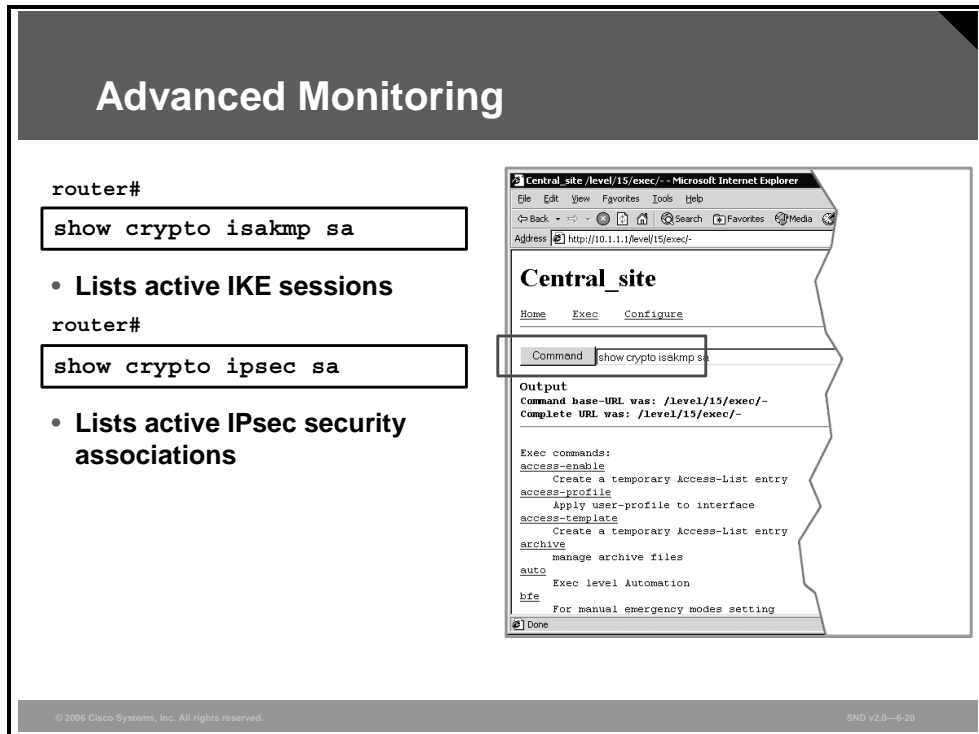 Advanced Monitoring
router#
show crypto isakmp sa
• Lists active IKE sessions
router#
show crypto ipsec sa
• Lists active IPsec security
associations
Central_site /level/15/exec/- - Microsoft Internet Explorer
File Edit View Favorites Tools Help
Back Search Favorites Media
Address http://10.1.1.1/level/15/exec/-
Central_site
Home Exec Configure
Command show crypto isakmp sa
Output
Command base-URL was: /level/15/exec/-
Complete URL was: /level/15/exec/-
Exec commands:
access-enable
Create a temporary Access-List entry
access-profile
Apply user-profile to interface
access-template
Create a temporary Access-List entry
archive
manage archive files
auto
Exec level Automation
bfe
For manual emergency modes setting
Done
© 2006 Cisco Systems, Inc. All rights reserved.
SND v2.0—6-20